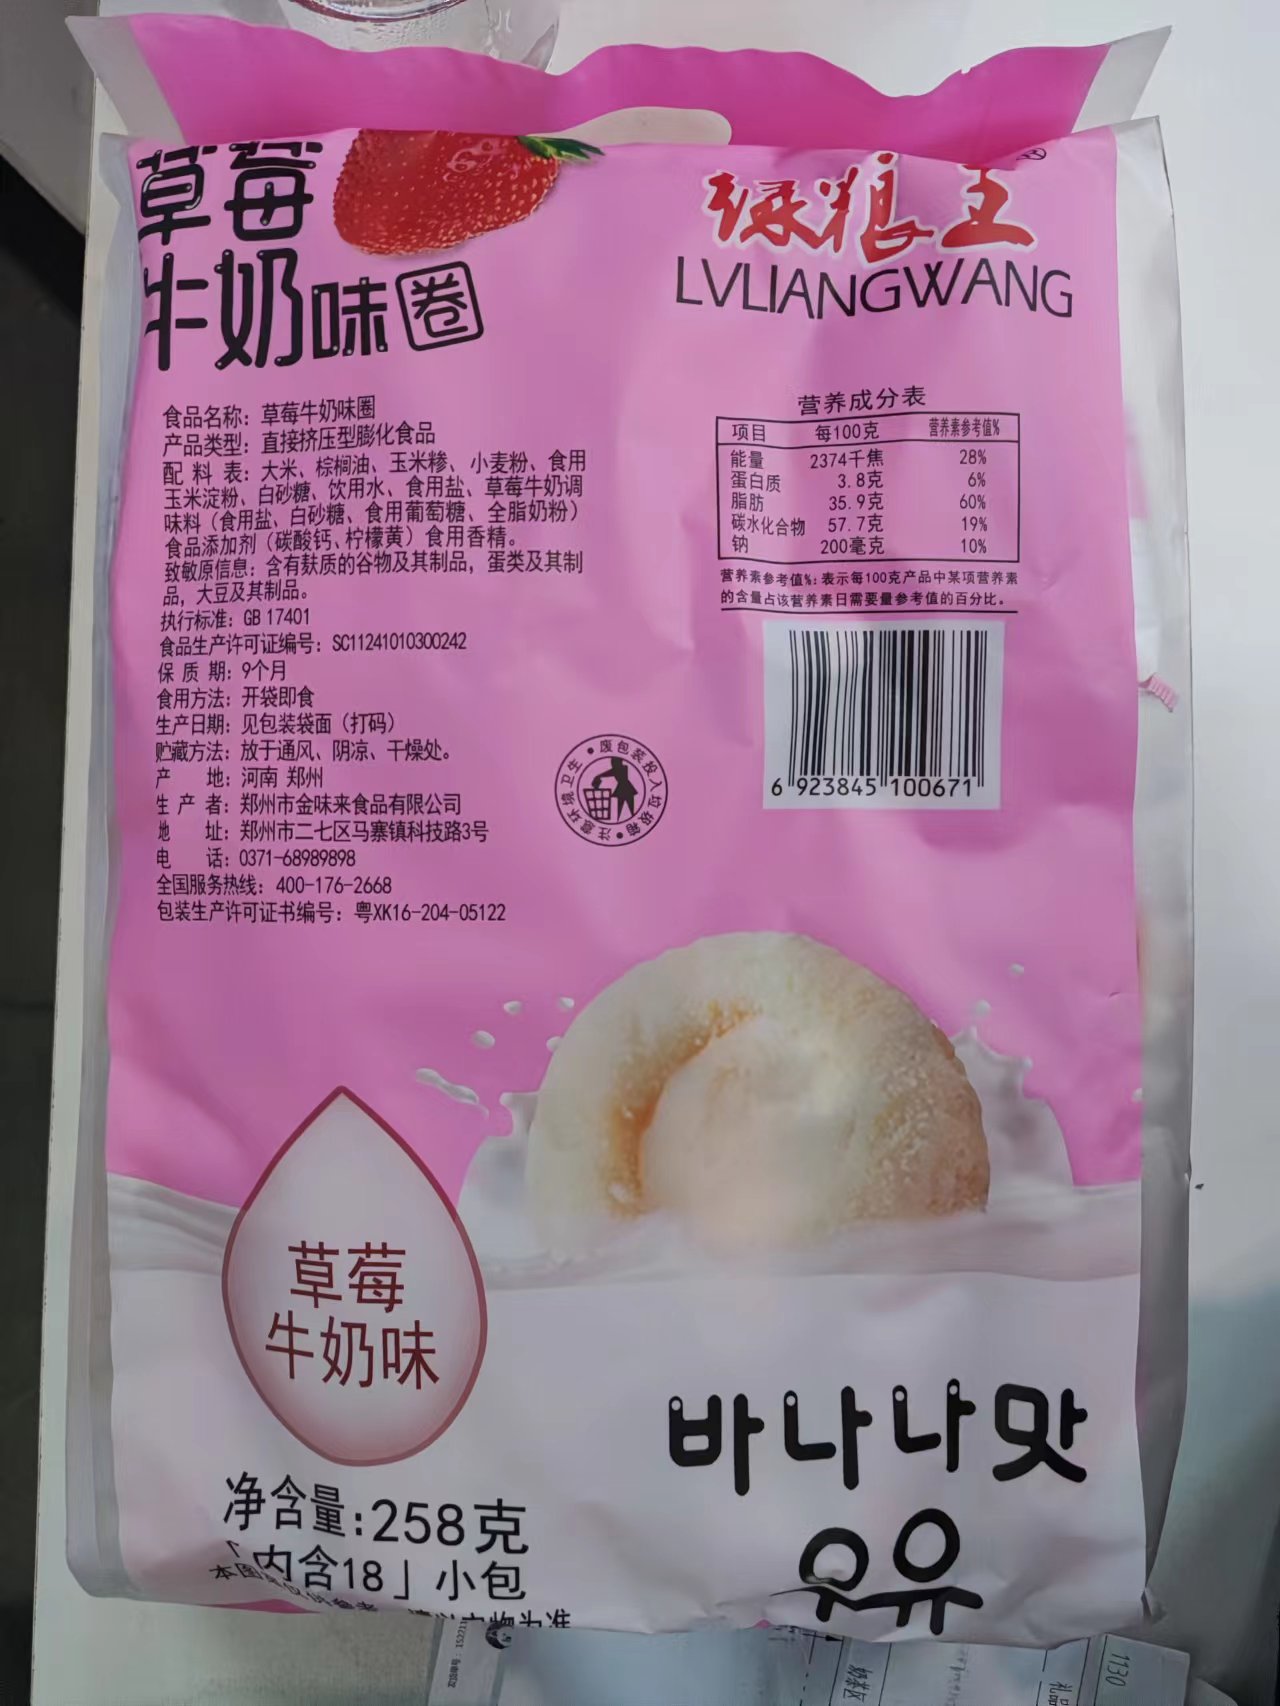 草莓
牛奶味圈
绿粮王
LVLIANGWANG
食品名称：草莓牛奶味圈
产品类型：直接挤压型膨化食品
配 料 表：大米、棕榈油、玉米糁、小麦粉、食用
玉米淀粉、白砂糖、饮用水、食用盐、草莓牛奶调
味料（食用盐、白砂糖、食用葡萄糖、全脂奶粉）
食品添加剂（碳酸钙、柠檬黄）食用香精。
致敏原信息：含有麸质的谷物及其制品，蛋类及其制
品，大豆及其制品。
执行标准：GB 17401
食品生产许可证编号：SC11241010300242
保 质 期：9个月
食用方法：开袋即食
生产日期：见包装袋面（打码）
贮藏方法：放于通风、阴凉、干燥处。
产 地：河南 郑州
生 产 者：郑州市金味来食品有限公司
地 址：郑州市二七区马寨镇科技路3号
电 话：0371-68989898
全国服务热线：400-176-2668
包装生产许可证书编号：粤XK16-204-05122
营养成分表
项目 每100克 营养素参考值%
能量 2374千焦 28%
蛋白质 3.8克 6%
脂肪 35.9克 60%
碳水化合物 57.7克 19%
钠 200毫克 10%
营养素参考值%：表示每100克产品中某项营养素
的含量占该营养素日需要量参考值的百分比。
6 923845 100671
废包装投入垃圾箱·注意环境卫生·
草莓
牛奶味
净含量:258克
「内含18」小包
바나나맛
우유
1130